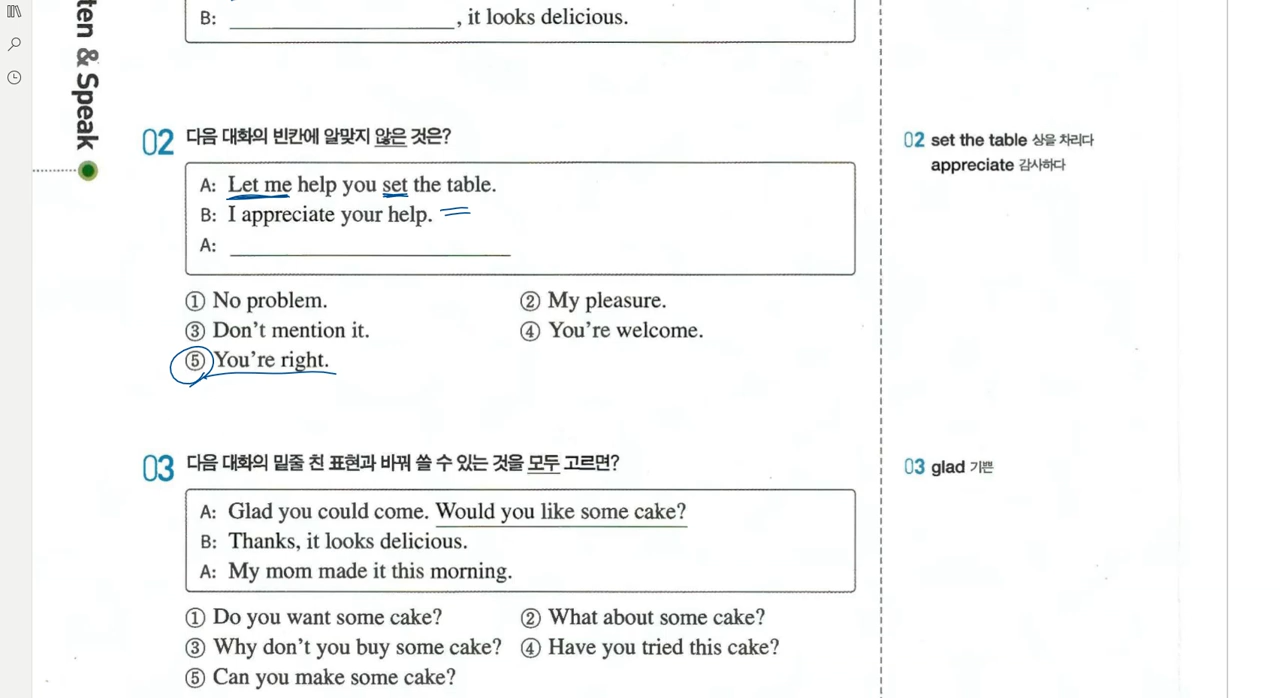 ten & Speak
B: ____________________, it looks delicious.
02 다음 대화의 빈칸에 알맞지 않은 것은?
A: Let me help you set the table.
B: I appreciate your help.
A: ____________________
① No problem.
② My pleasure.
③ Don't mention it.
④ You're welcome.
⑤ You're right.
02 set the table 상을 차리다
appreciate 감사하다
03 다음 대화의 밑줄 친 표현과 바꿔 쓸 수 있는 것을 모두 고르면?
A: Glad you could come. Would you like some cake?
B: Thanks, it looks delicious.
A: My mom made it this morning.
① Do you want some cake?
② What about some cake?
③ Why don't you buy some cake?
④ Have you tried this cake?
⑤ Can you make some cake?
03 glad 기쁜